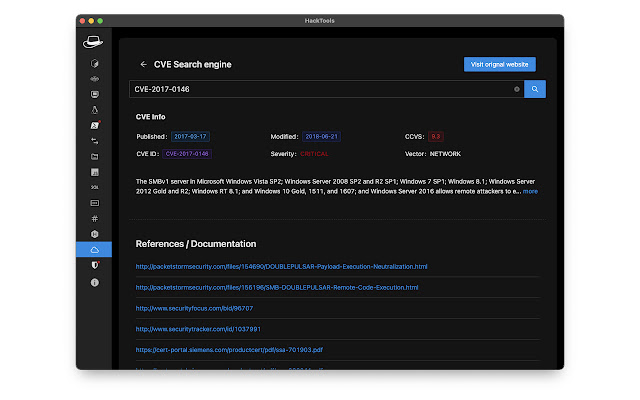 HackTools
← CVE Search engine
Visit orignal website
CVE-2017-0146
CVE Info
Published: 2017-03-17 Modified: 2018-06-21 CCVS: 9.3
CVE ID: CVE-2017-0146 Severity: CRITICAL Vector: NETWORK
The SMBv1 server in Microsoft Windows Vista SP2; Windows Server 2008 SP2 and R2 SP1; Windows 7 SP1; Windows 8.1; Windows Server
2012 Gold and R2; Windows RT 8.1; and Windows 10 Gold, 1511, and 1607; and Windows Server 2016 allows remote attackers to e... more
References / Documentation
http://packetstormsecurity.com/files/154690/DOUBLEPULSAR-Payload-Execution-Neutralization.html
http://packetstormsecurity.com/files/156196/SMB-DOUBLEPULSAR-Remote-Code-Execution.html
http://www.securityfocus.com/bid/96707
http://www.securitytracker.com/id/1037991
https://cert-portal.siemens.com/productcert/pdf/ssa-701903.pdf
JS
SQL
#